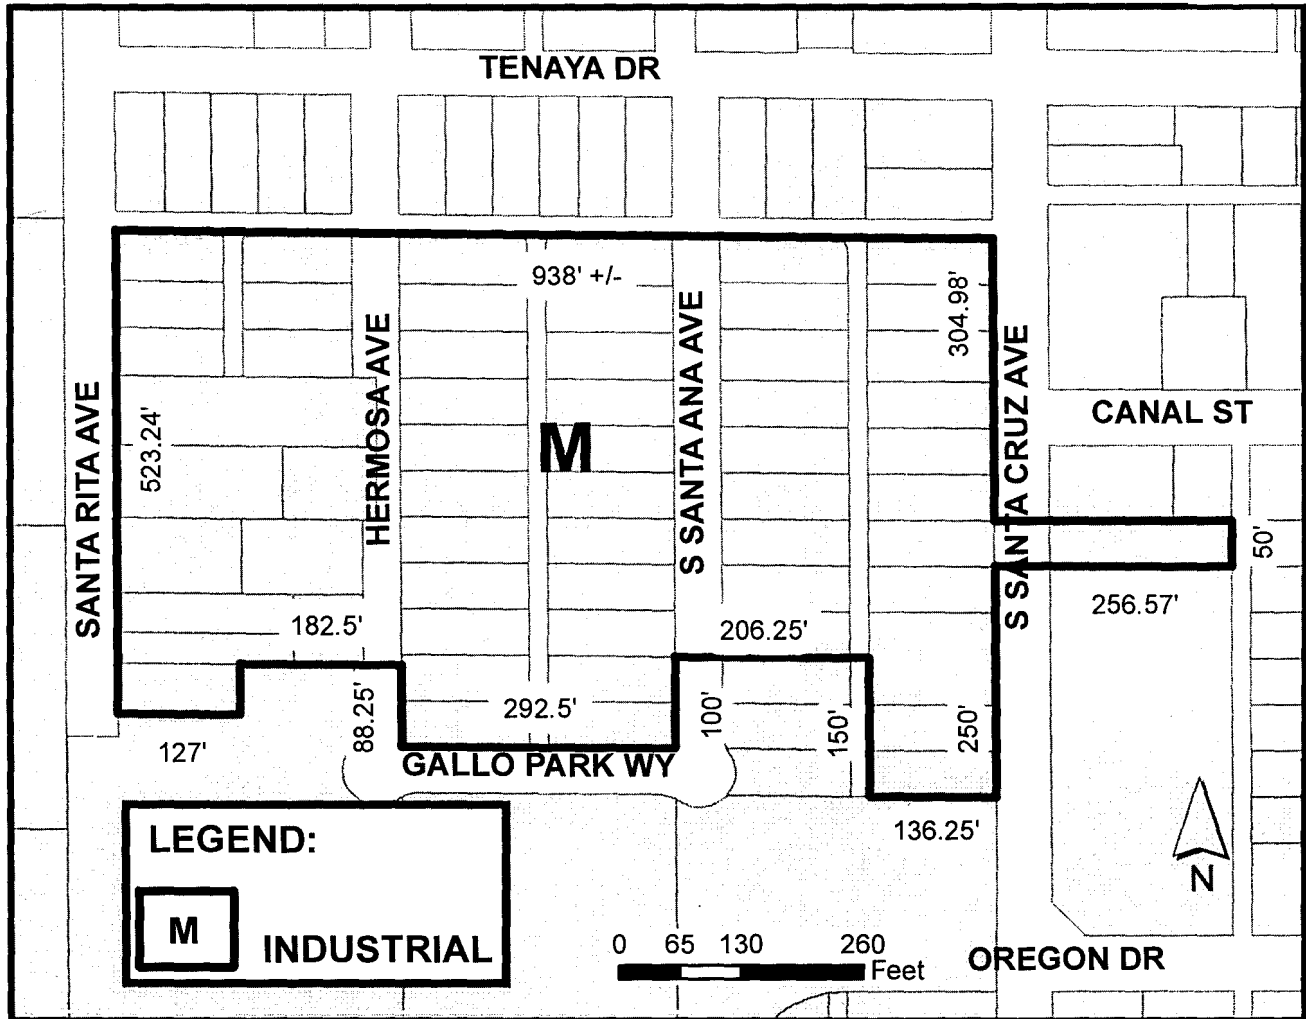 TENAYA DR
938' +/-
304.98'
HERMOSA AVE
S SANTA ANA AVE
S SANTA CRUZ AVE
SANTA RITA AVE
523.24'
CANAL ST
M
50'
256.57'
182.5'
206.25'
88.25'
292.5'
100'
150'
250'
127'
GALLO PARK WY
136.25'
LEGEND:
M
INDUSTRIAL
N
0 65 130 260
Feet
OREGON DR